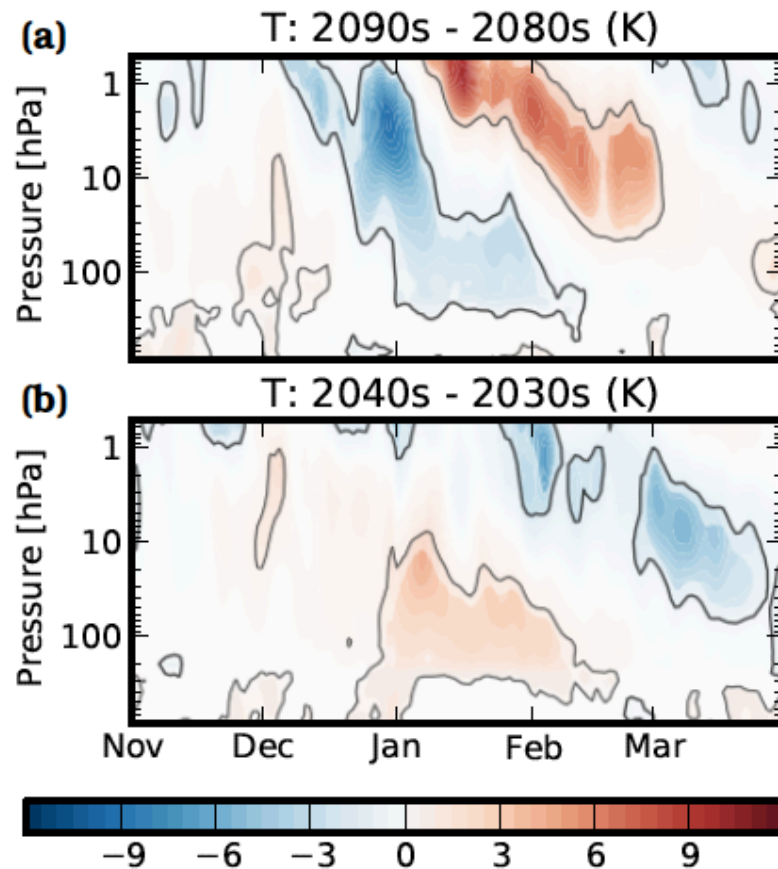 (a) T: 2090s - 2080s (K)
Pressure [hPa]
1
10
100
(b) T: 2040s - 2030s (K)
Pressure [hPa]
1
10
100
Nov Dec Jan Feb Mar
−9 −6 −3 0 3 6 9